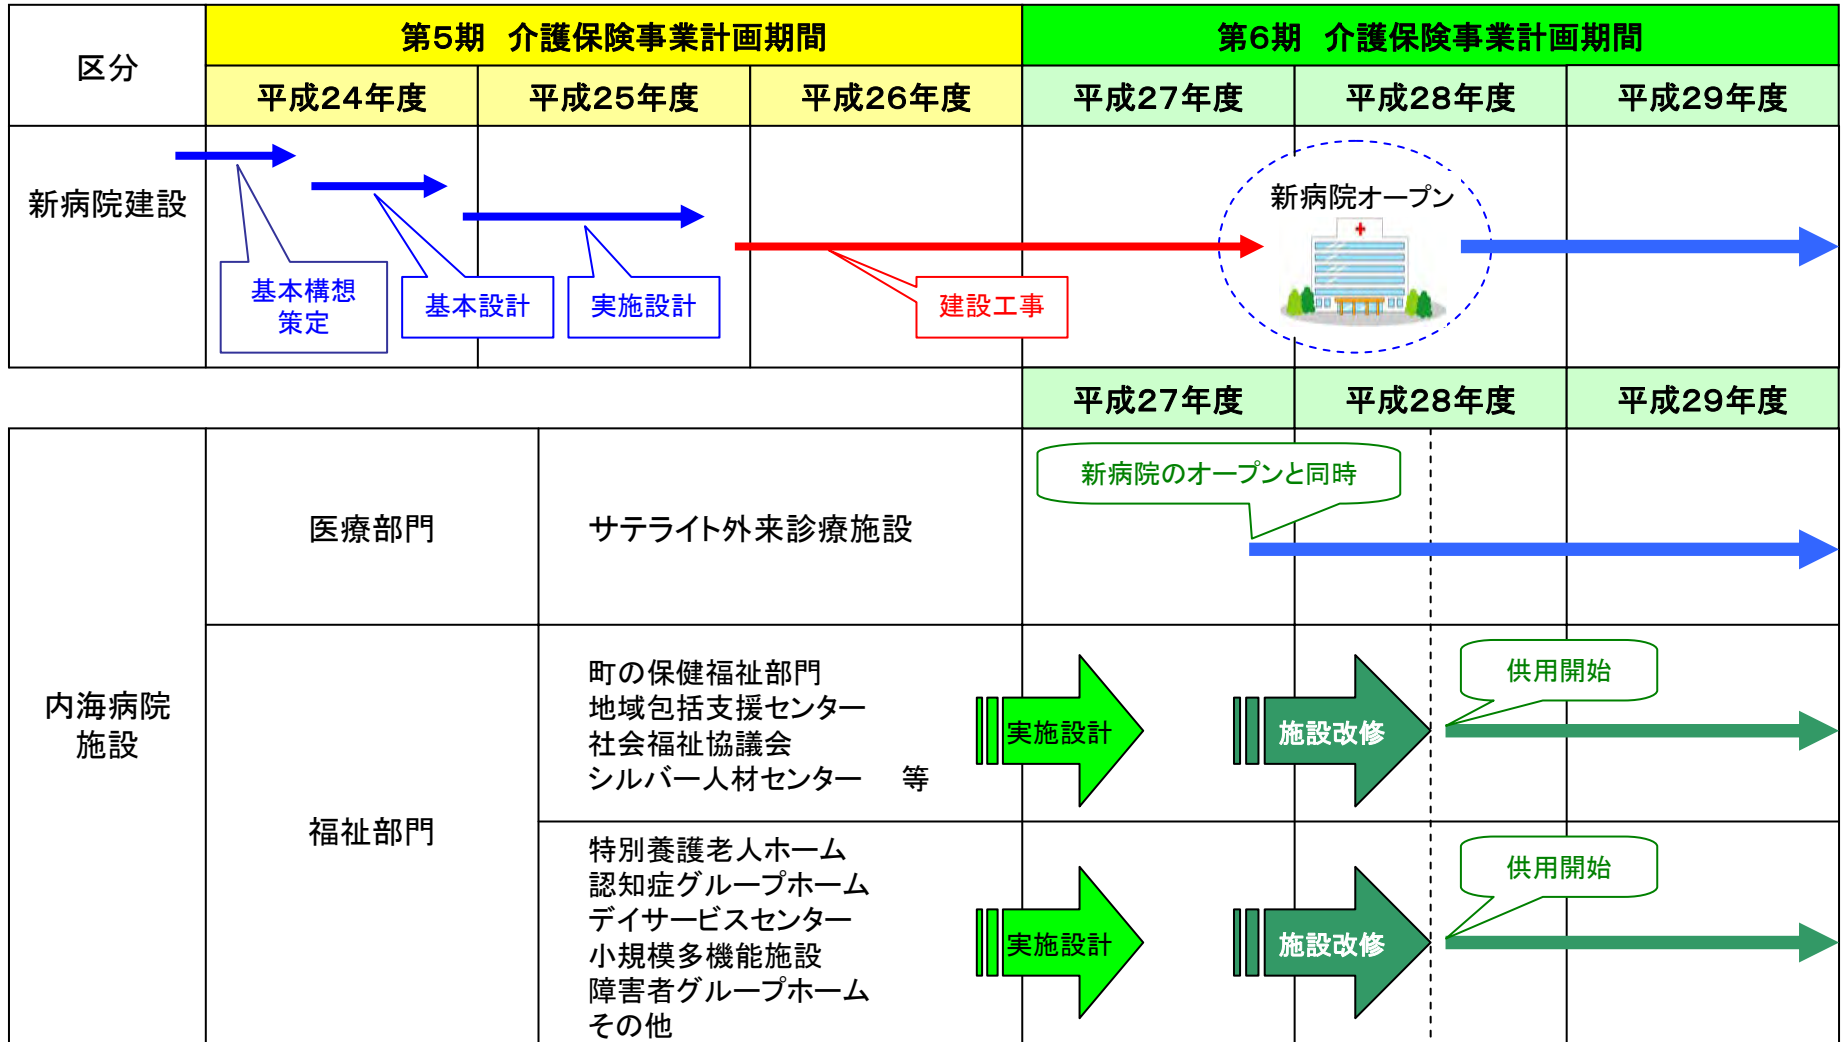 区分
第5期　介護保険事業計画期間
第6期　介護保険事業計画期間
平成24年度
平成25年度
平成26年度
平成27年度
平成28年度
平成29年度
新病院建設
基本構想
策定
基本設計
実施設計
建設工事
新病院オープン
平成27年度
平成28年度
平成29年度
内海病院
施設
医療部門
サテライト外来診療施設
新病院のオープンと同時
福祉部門
町の保健福祉部門
地域包括支援センター
社会福祉協議会
シルバー人材センター　等
実施設計
施設改修
供用開始
特別養護老人ホーム
認知症グループホーム
デイサービスセンター
小規模多機能施設
障害者グループホーム
その他
実施設計
施設改修
供用開始